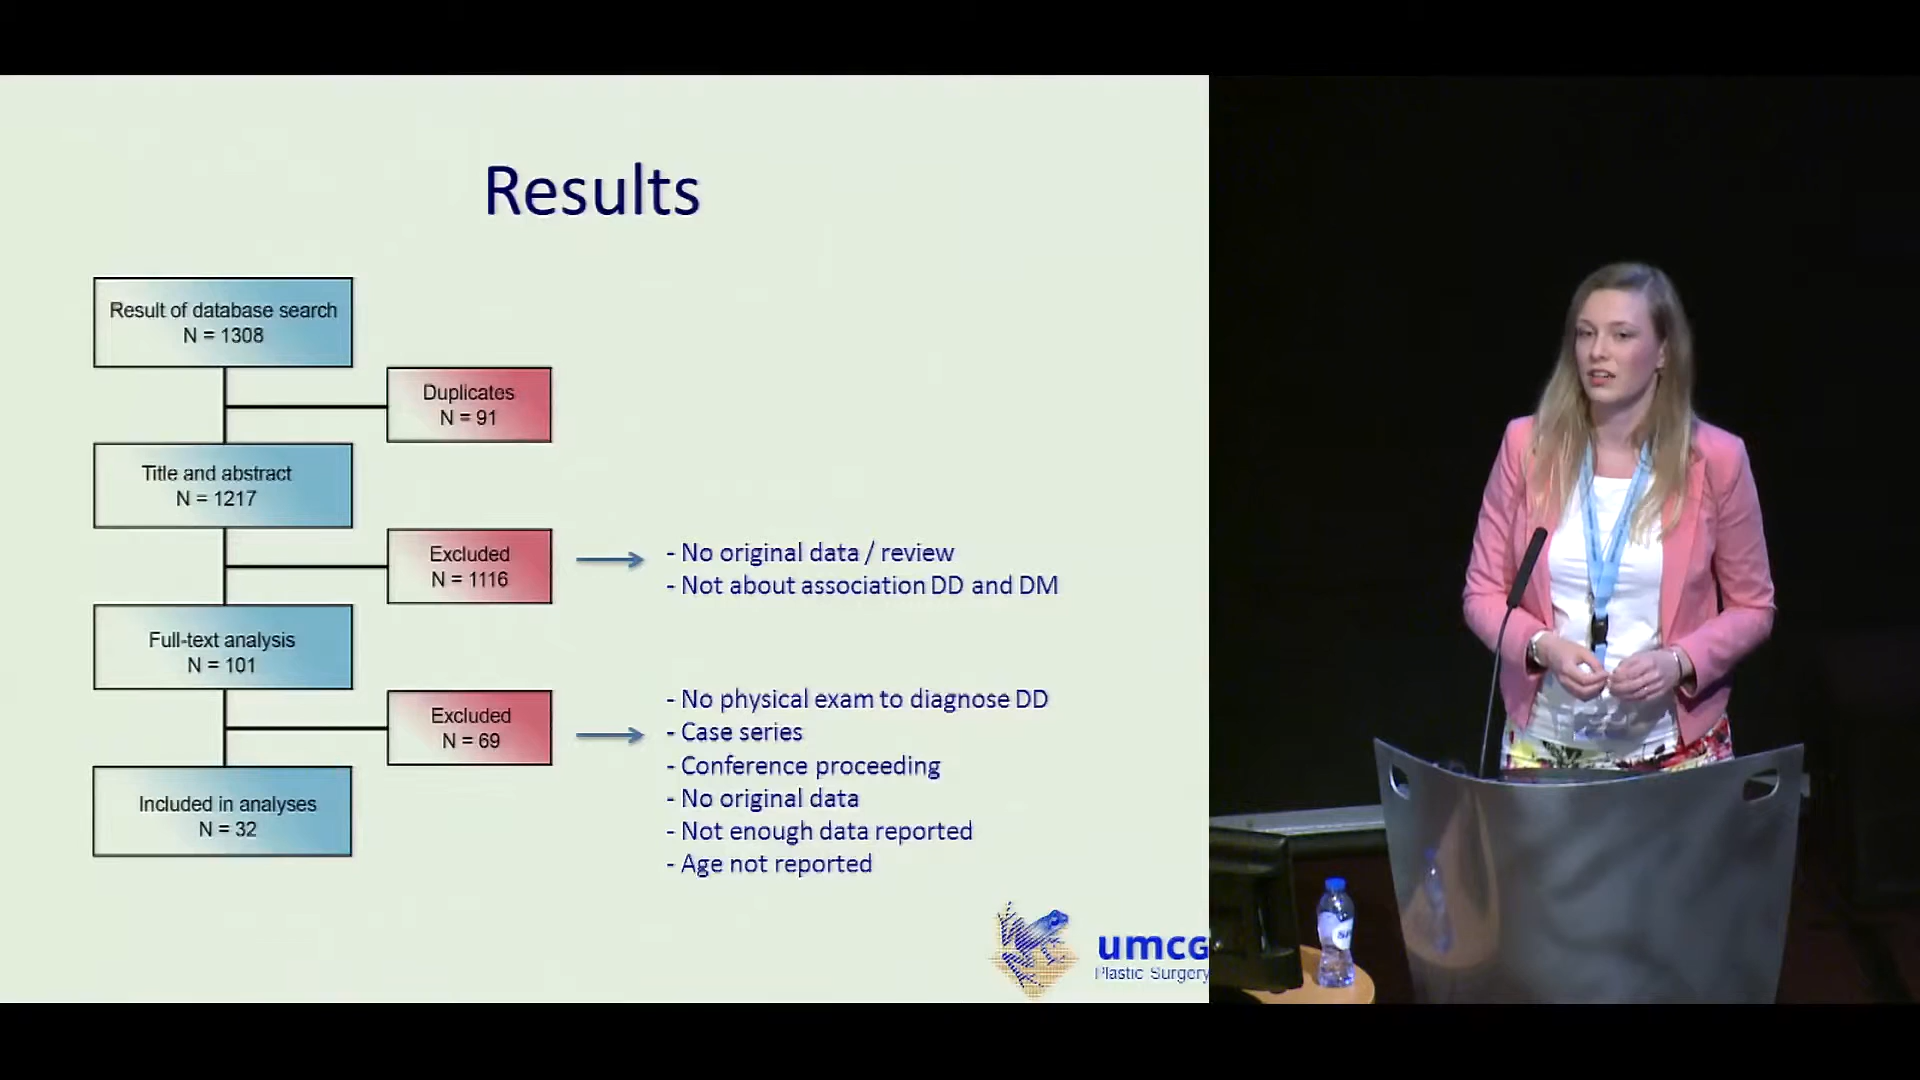 Results
Result of database search
N = 1308
Duplicates
N = 91
Title and abstract
N = 1217
Excluded
N = 1116
- No original data / review
- Not about association DD and DM
Full-text analysis
N = 101
Excluded
N = 69
- No physical exam to diagnose DD
- Case series
- Conference proceeding
- No original data
- Not enough data reported
- Age not reported
Included in analyses
N = 32
umcg
Plastic Surgery